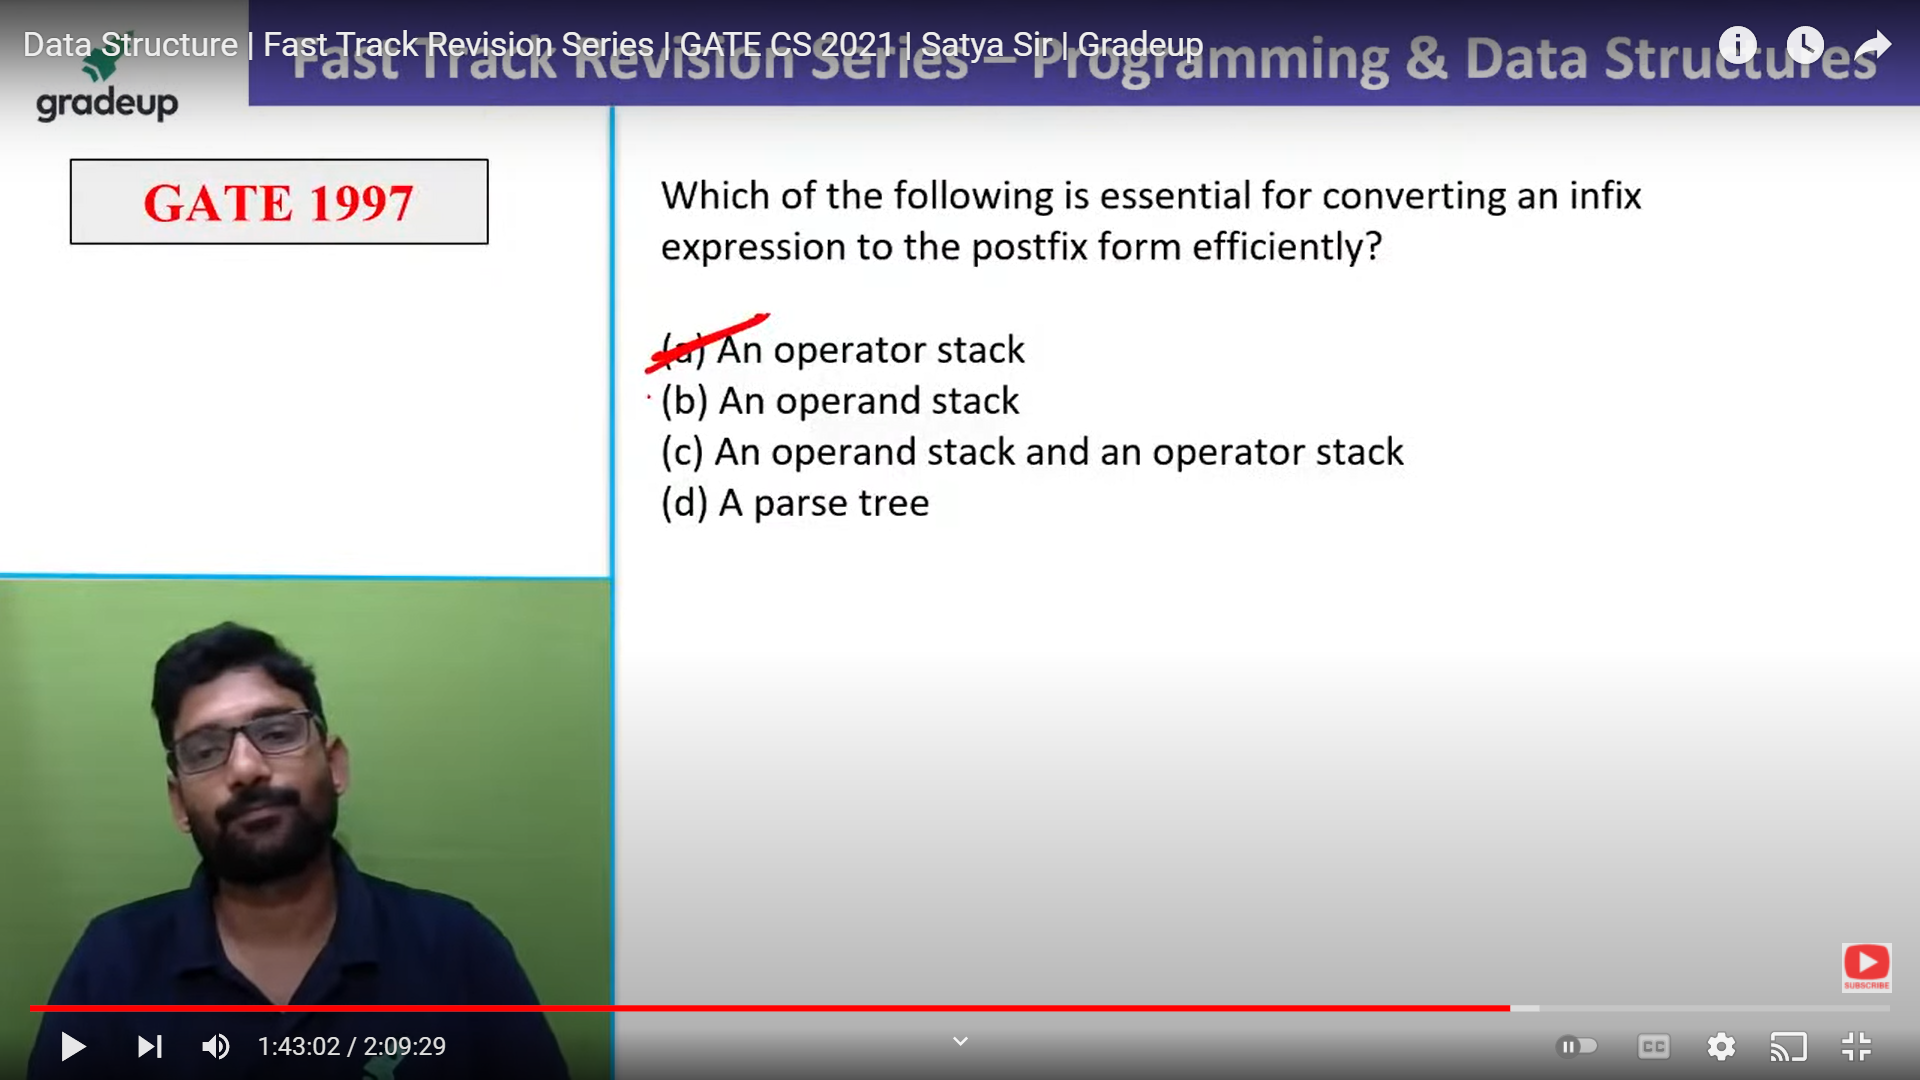 Data Structure | Fast Track Revision Series | GATE CS 2021 | Satya Sir | Gradeup
Fast Track Revision Series – Programming & Data Structures
gradeup
GATE 1997
Which of the following is essential for converting an infix
expression to the postfix form efficiently?
(a) An operator stack
(b) An operand stack
(c) An operand stack and an operator stack
(d) A parse tree
SUBSCRIBE
1:43:02 / 2:09:29
CC